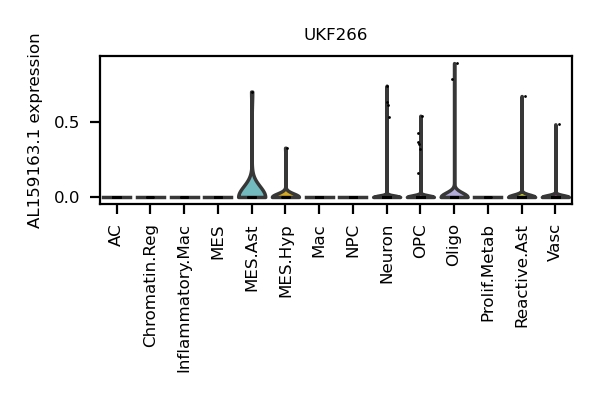 UKF266
AL159163.1 expression
0.5
0.0
AC
Chromatin.Reg
Inflammatory.Mac
MES
MES.Ast
MES.Hyp
Mac
NPC
Neuron
OPC
Oligo
Prolif.Metab
Reactive.Ast
Vasc